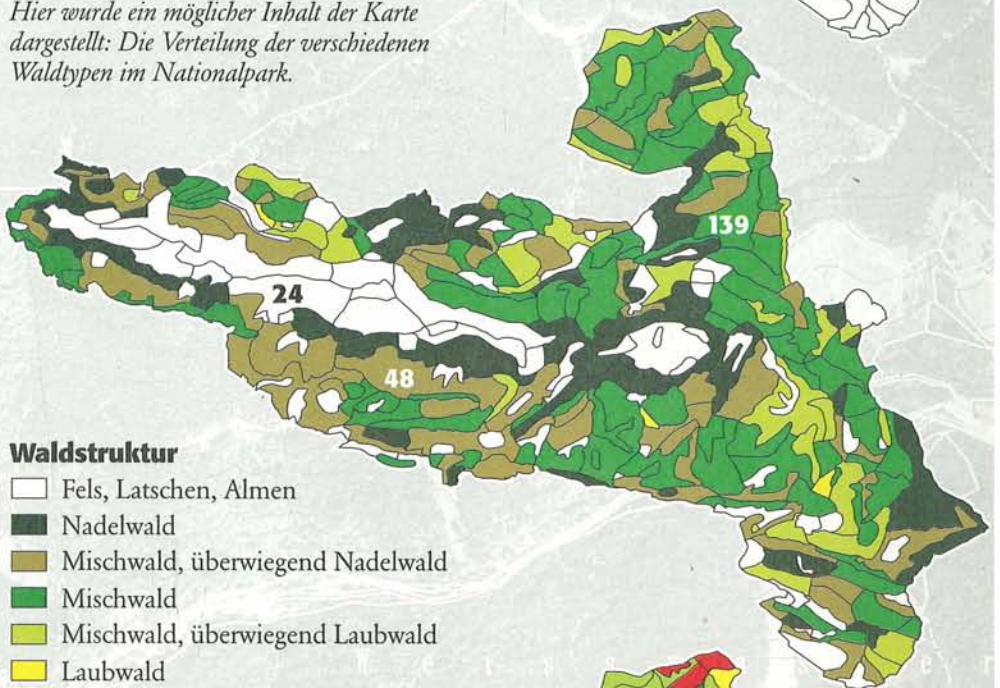 Hier wurde ein möglicher Inhalt der Karte
dargestellt: Die Verteilung der verschiedenen
Waldtypen im Nationalpark.
139
24
48
Waldstruktur
Fels, Latschen, Almen
Nadelwald
Mischwald, überwiegend Nadelwald
Mischwald
Mischwald, überwiegend Laubwald
Laubwald